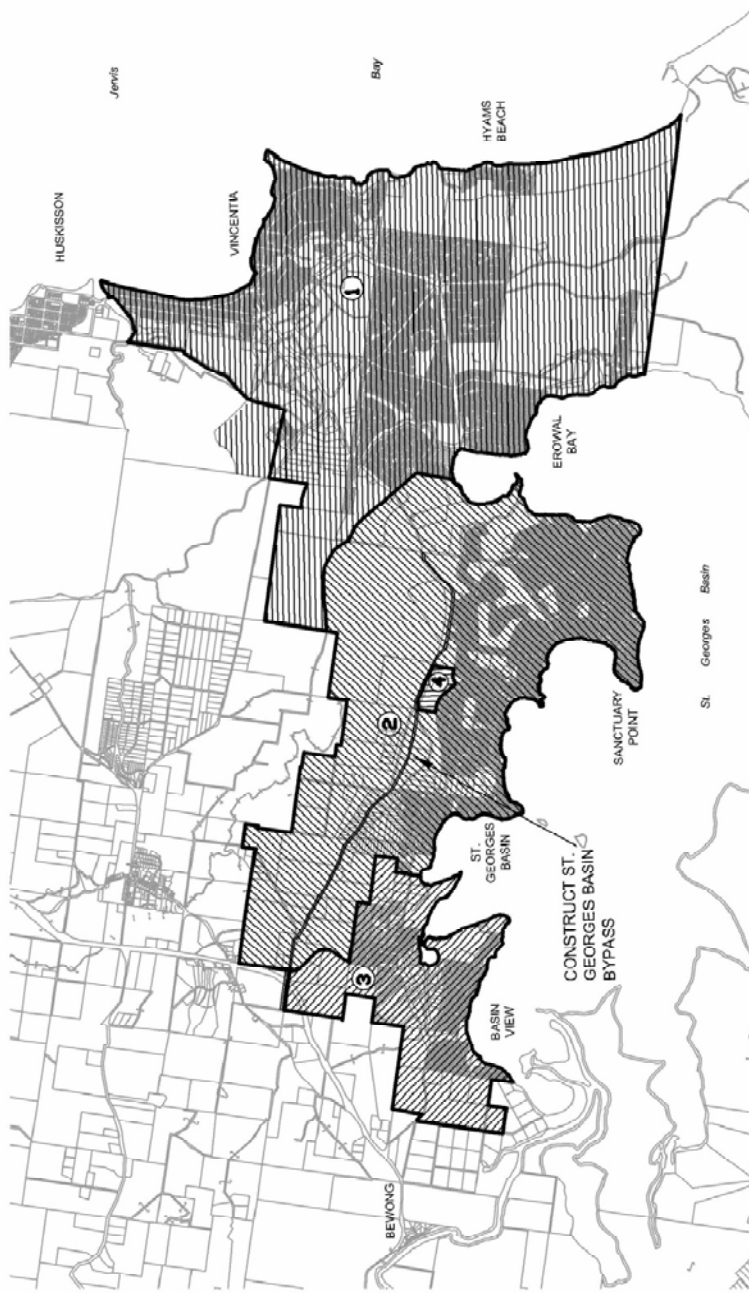 HUSKISSON
Jervis
VINCENTIA
1
3
Bay
2
BEWONG
4
ST.
GEORGES
BASIN
HYAMS
BEACH
BASIN
VIEW
EROWAL
BAY
CONSTRUCT ST.
GEORGES BASIN
BYPASS
SANCTUARY
POINT
St. Georges Basin